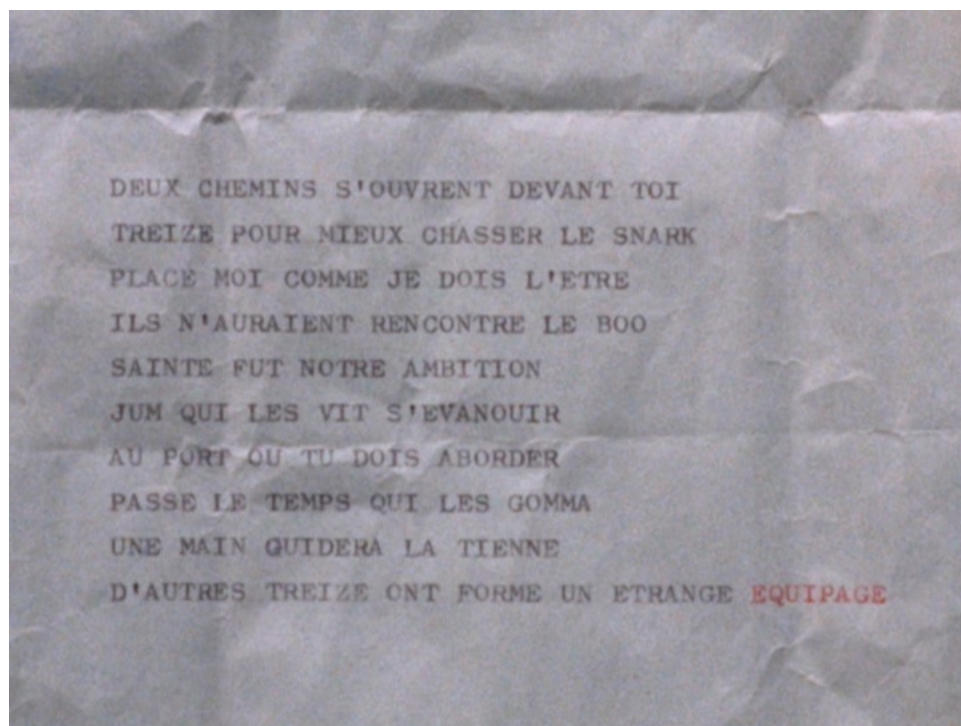 DEUX CHEMINS S'OUVRENT DEVANT TOI
TREIZE POUR MIEUX CHASSER LE SNARK
PLACE MOI COMME JE DOIS L'ETRE
ILS N'AURAIENT RENCONTRE LE BOO
SAINTE FUT NOTRE AMBITION
JUM QUI LES VIT S'EVANOUIR
AU PORT OU TU DOIS ABORDER
PASSE LE TEMPS QUI LES GOMMA
UNE MAIN GUIDERA LA TIENNE
D'AUTRES TREIZE ONT FORME UN ETRANGE EQUIPAGE